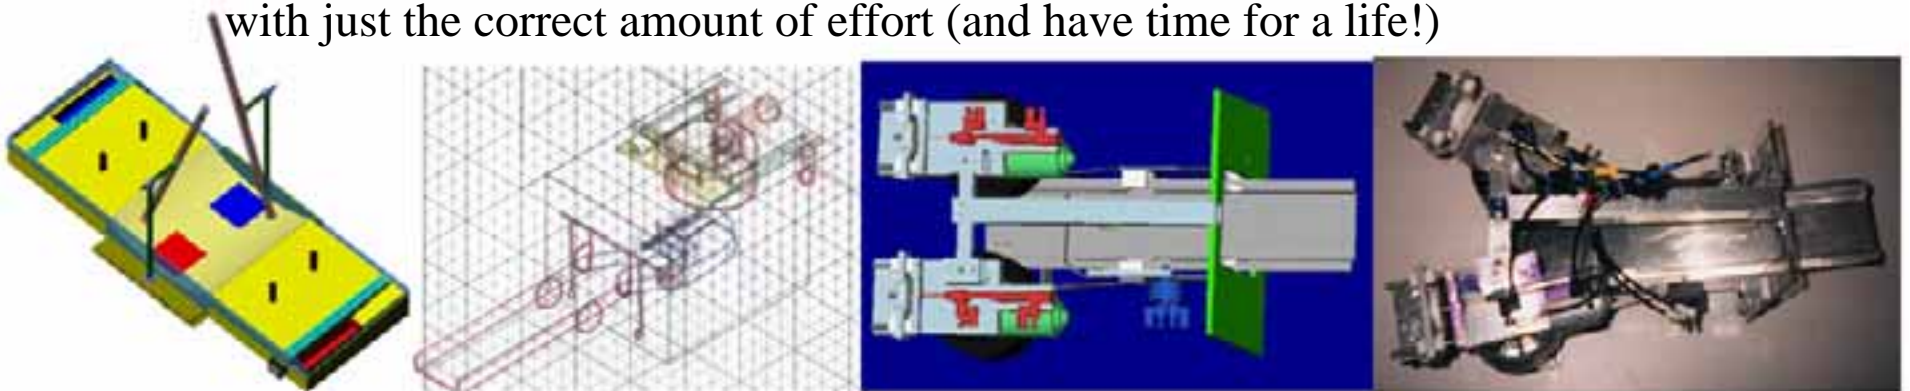 with just the correct amount of effort (and have time for a life!)